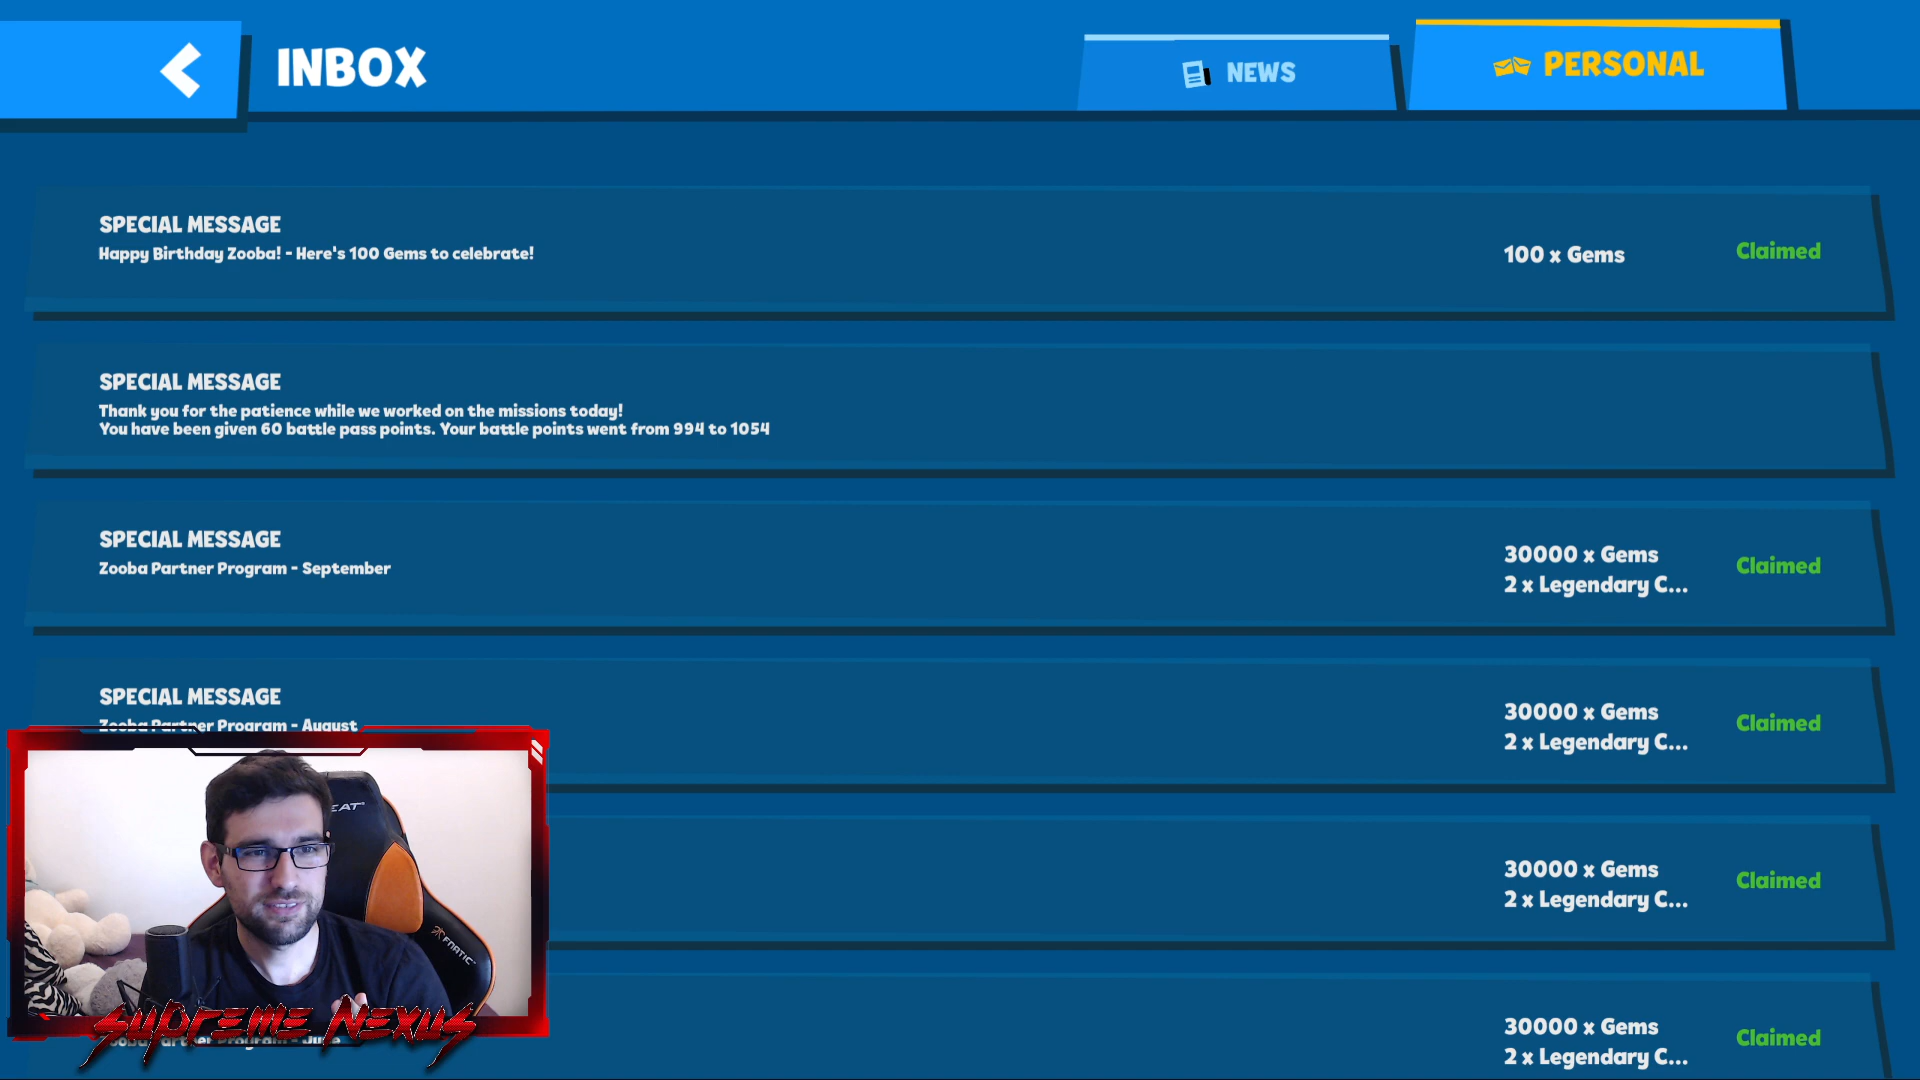 INBOX
NEWS
PERSONAL
SPECIAL MESSAGE
Happy Birthday Zooba! - Here's 100 Gems to celebrate!
100 x Gems
Claimed
SPECIAL MESSAGE
Thank you for the patience while we worked on the missions today!
You have been given 60 battle pass points. Your battle points went from 994 to 1054
SPECIAL MESSAGE
Zooba Partner Program - September
30000 x Gems
2 x Legendary C...
Claimed
SPECIAL MESSAGE
Zooba Partner Program - August
30000 x Gems
2 x Legendary C...
Claimed
30000 x Gems
2 x Legendary C...
Claimed
Partner Program - June
30000 x Gems
2 x Legendary C...
Claimed
FNATIC
SUPREME NEXUS